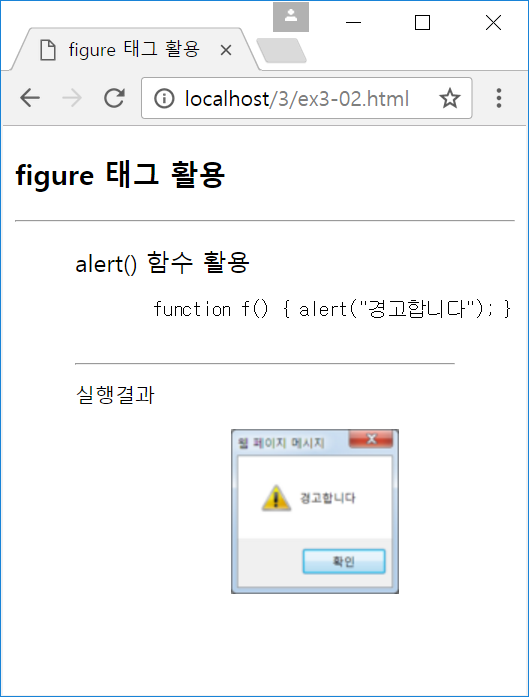 figure 태그 활용
localhost/3/ex3-02.html
figure 태그 활용
alert() 함수 활용
function f() { alert("경고합니다"); }
실행결과
웹 페이지 메시지
경고합니다
확인